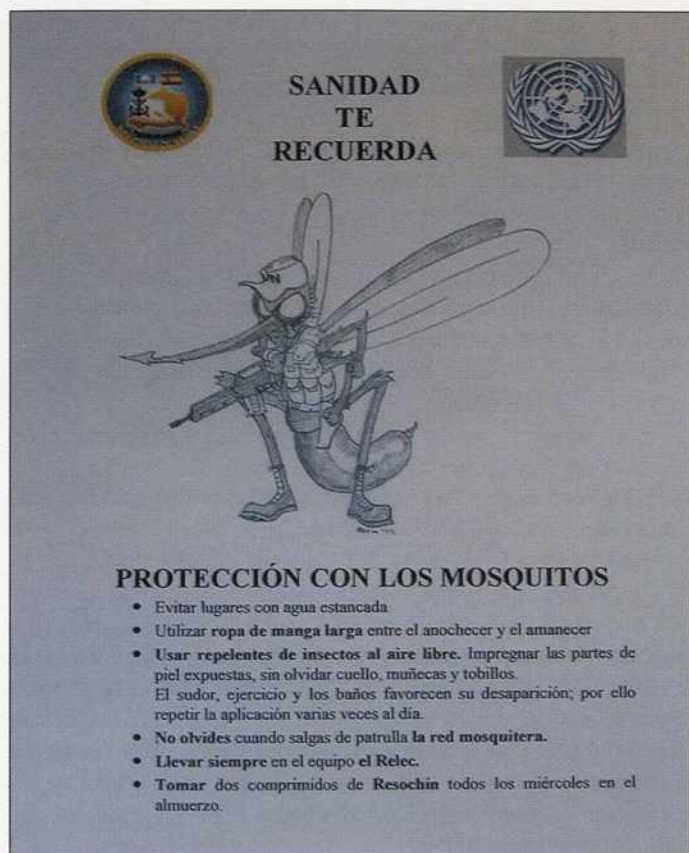 SANIDAD
TE
RECUERDA
PROTECCIÓN CON LOS MOSQUITOS
• Evitar lugares con agua estancada
• Utilizar ropa de manga larga entre el anochecer y el amanecer
• Usar repelentes de insectos al aire libre. Impregnar las partes de
piel expuestas, sin olvidar cuello, muñecas y tobillos.
El sudor, ejercicio y los baños favorecen su desaparición; por ello
repetir la aplicación varias veces al día.
• No olvides cuando salgas de patrulla la red mosquitera.
• Llevar siempre en el equipo el Relec.
• Tomar dos comprimidos de Resochin todos los miércoles en el
almuerzo.